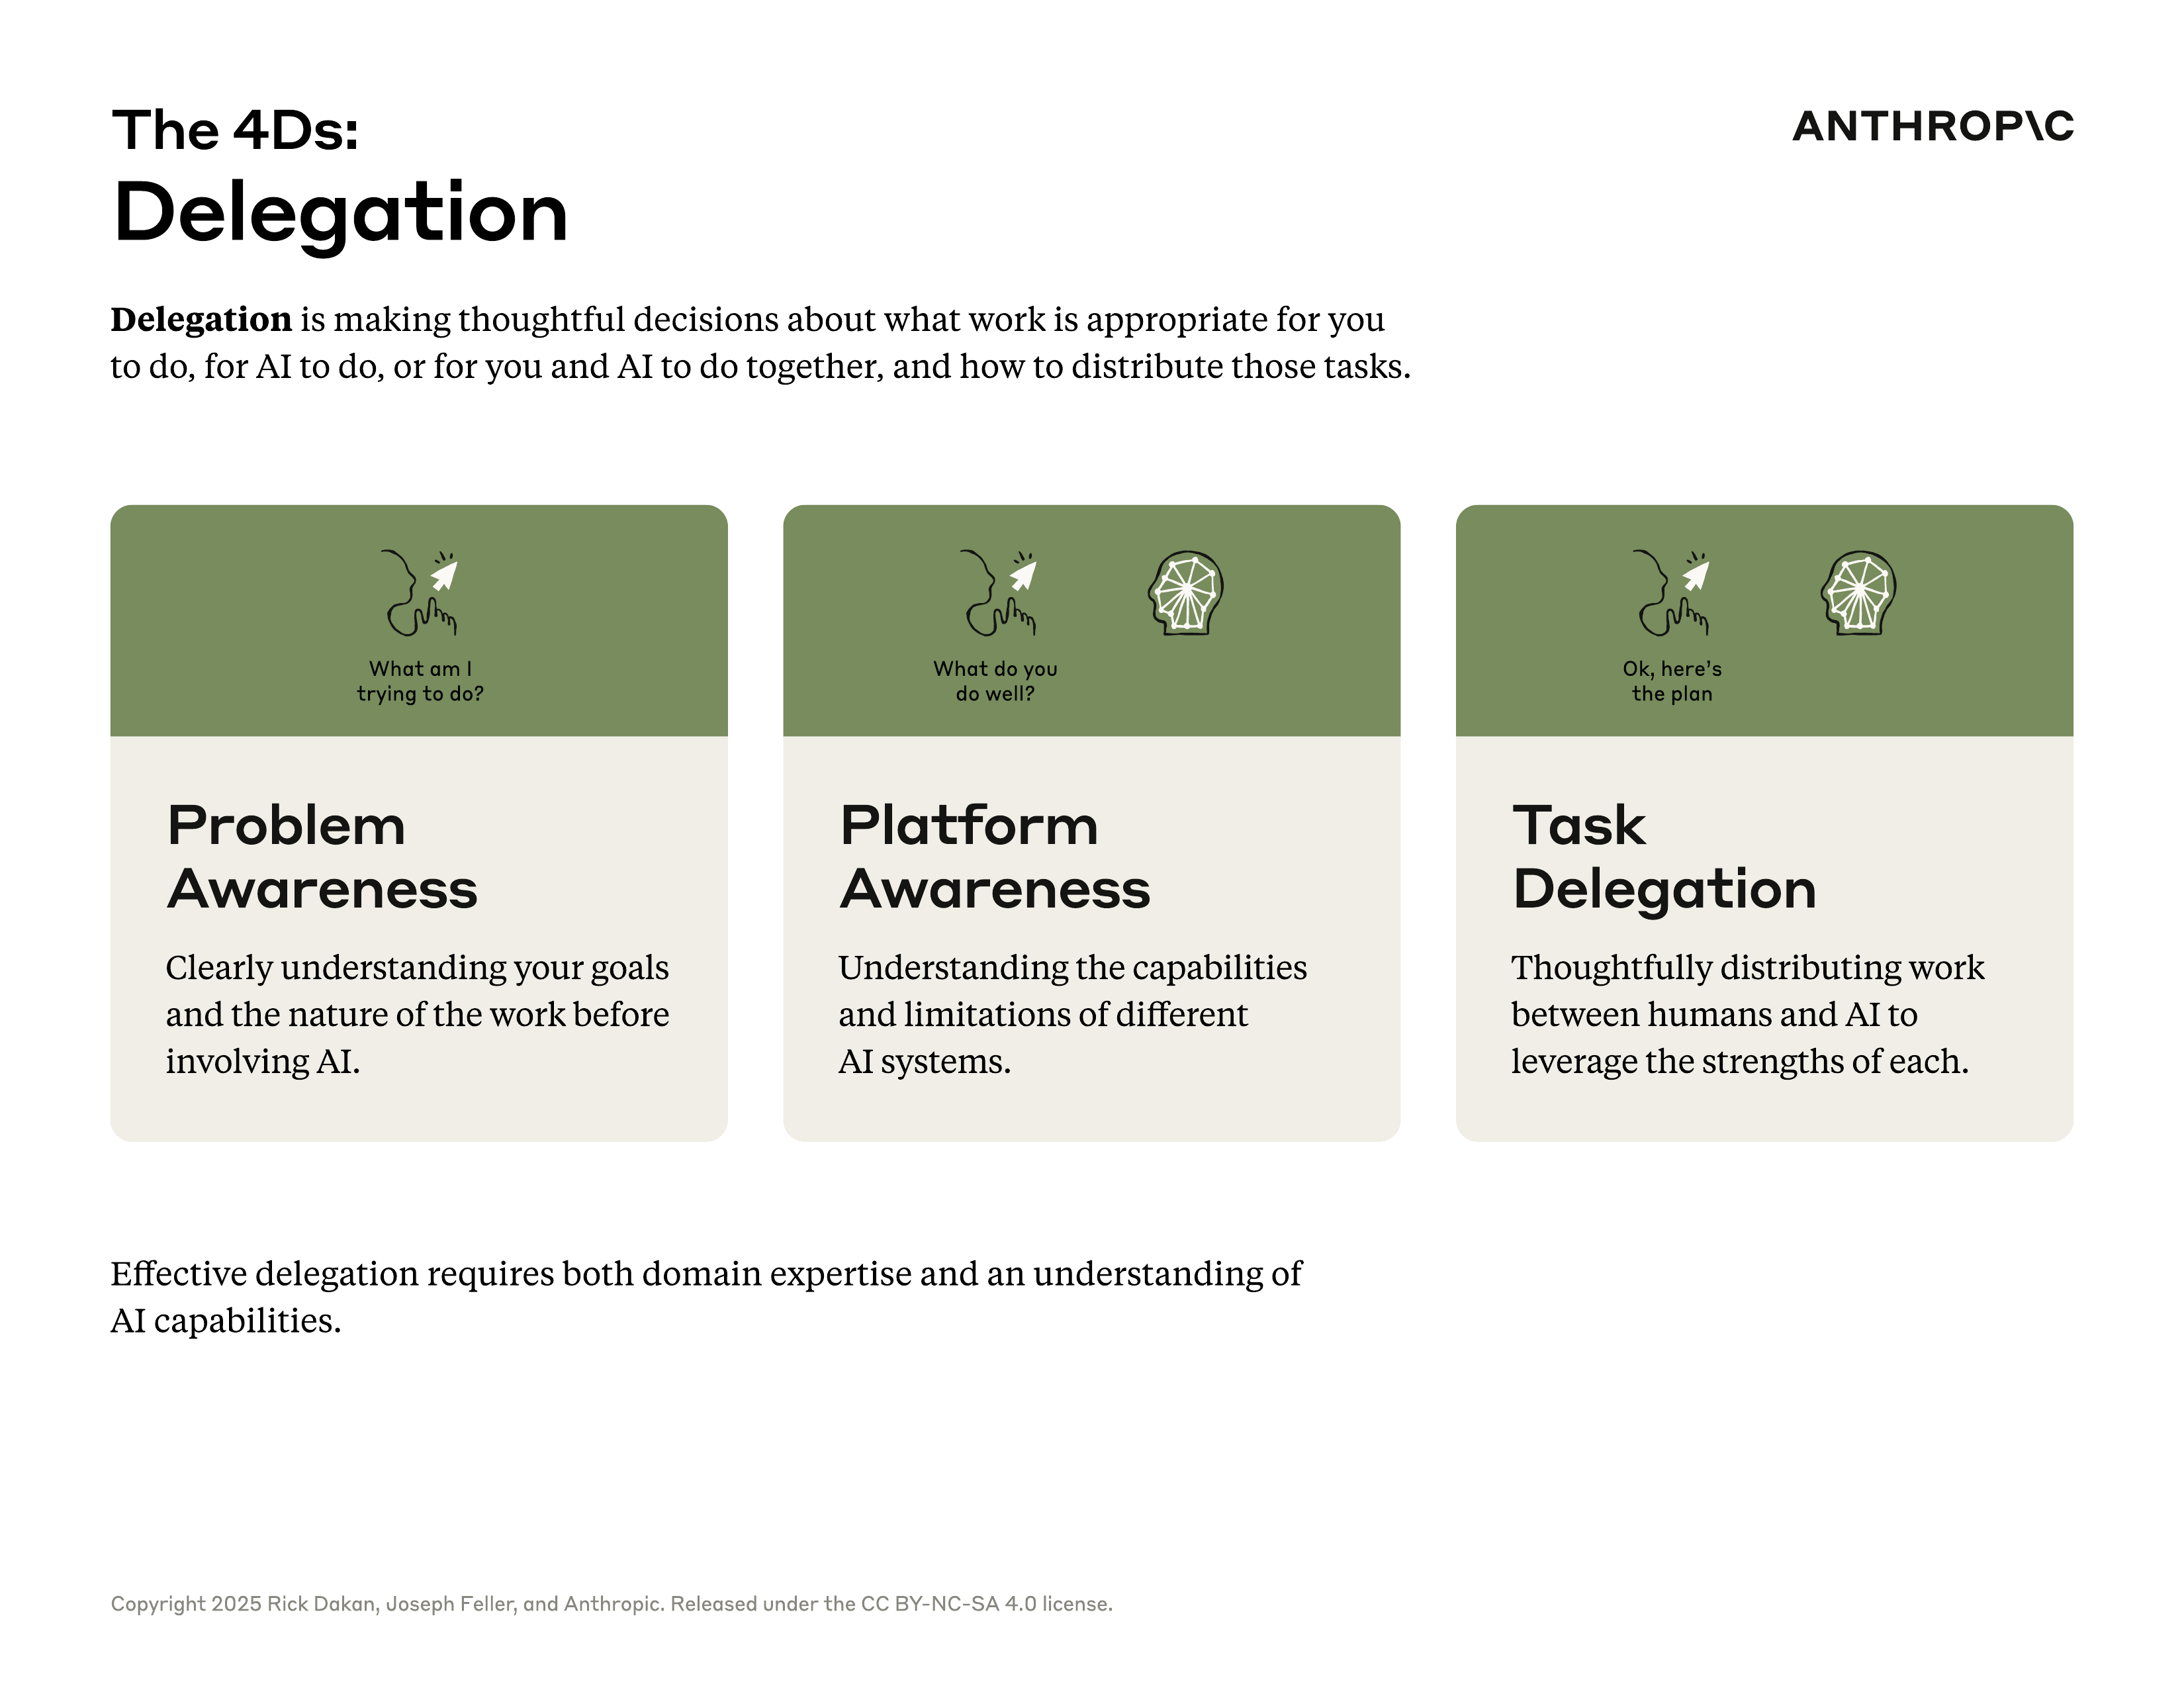 The 4Ds:
Delegation
ANTHROP\C
Delegation is making thoughtful decisions about what work is appropriate for you
to do, for AI to do, or for you and AI to do together, and how to distribute those tasks.
What am I
trying to do?
Problem
Awareness
Clearly understanding your goals
and the nature of the work before
involving AI.
What do you
do well?
Platform
Awareness
Understanding the capabilities
and limitations of different
AI systems.
Ok, here's
the plan
Task
Delegation
Thoughtfully distributing work
between humans and AI to
leverage the strengths of each.
Effective delegation requires both domain expertise and an understanding of
AI capabilities.
Copyright 2025 Rick Dakan, Joseph Feller, and Anthropic. Released under the CC BY-NC-SA 4.0 license.